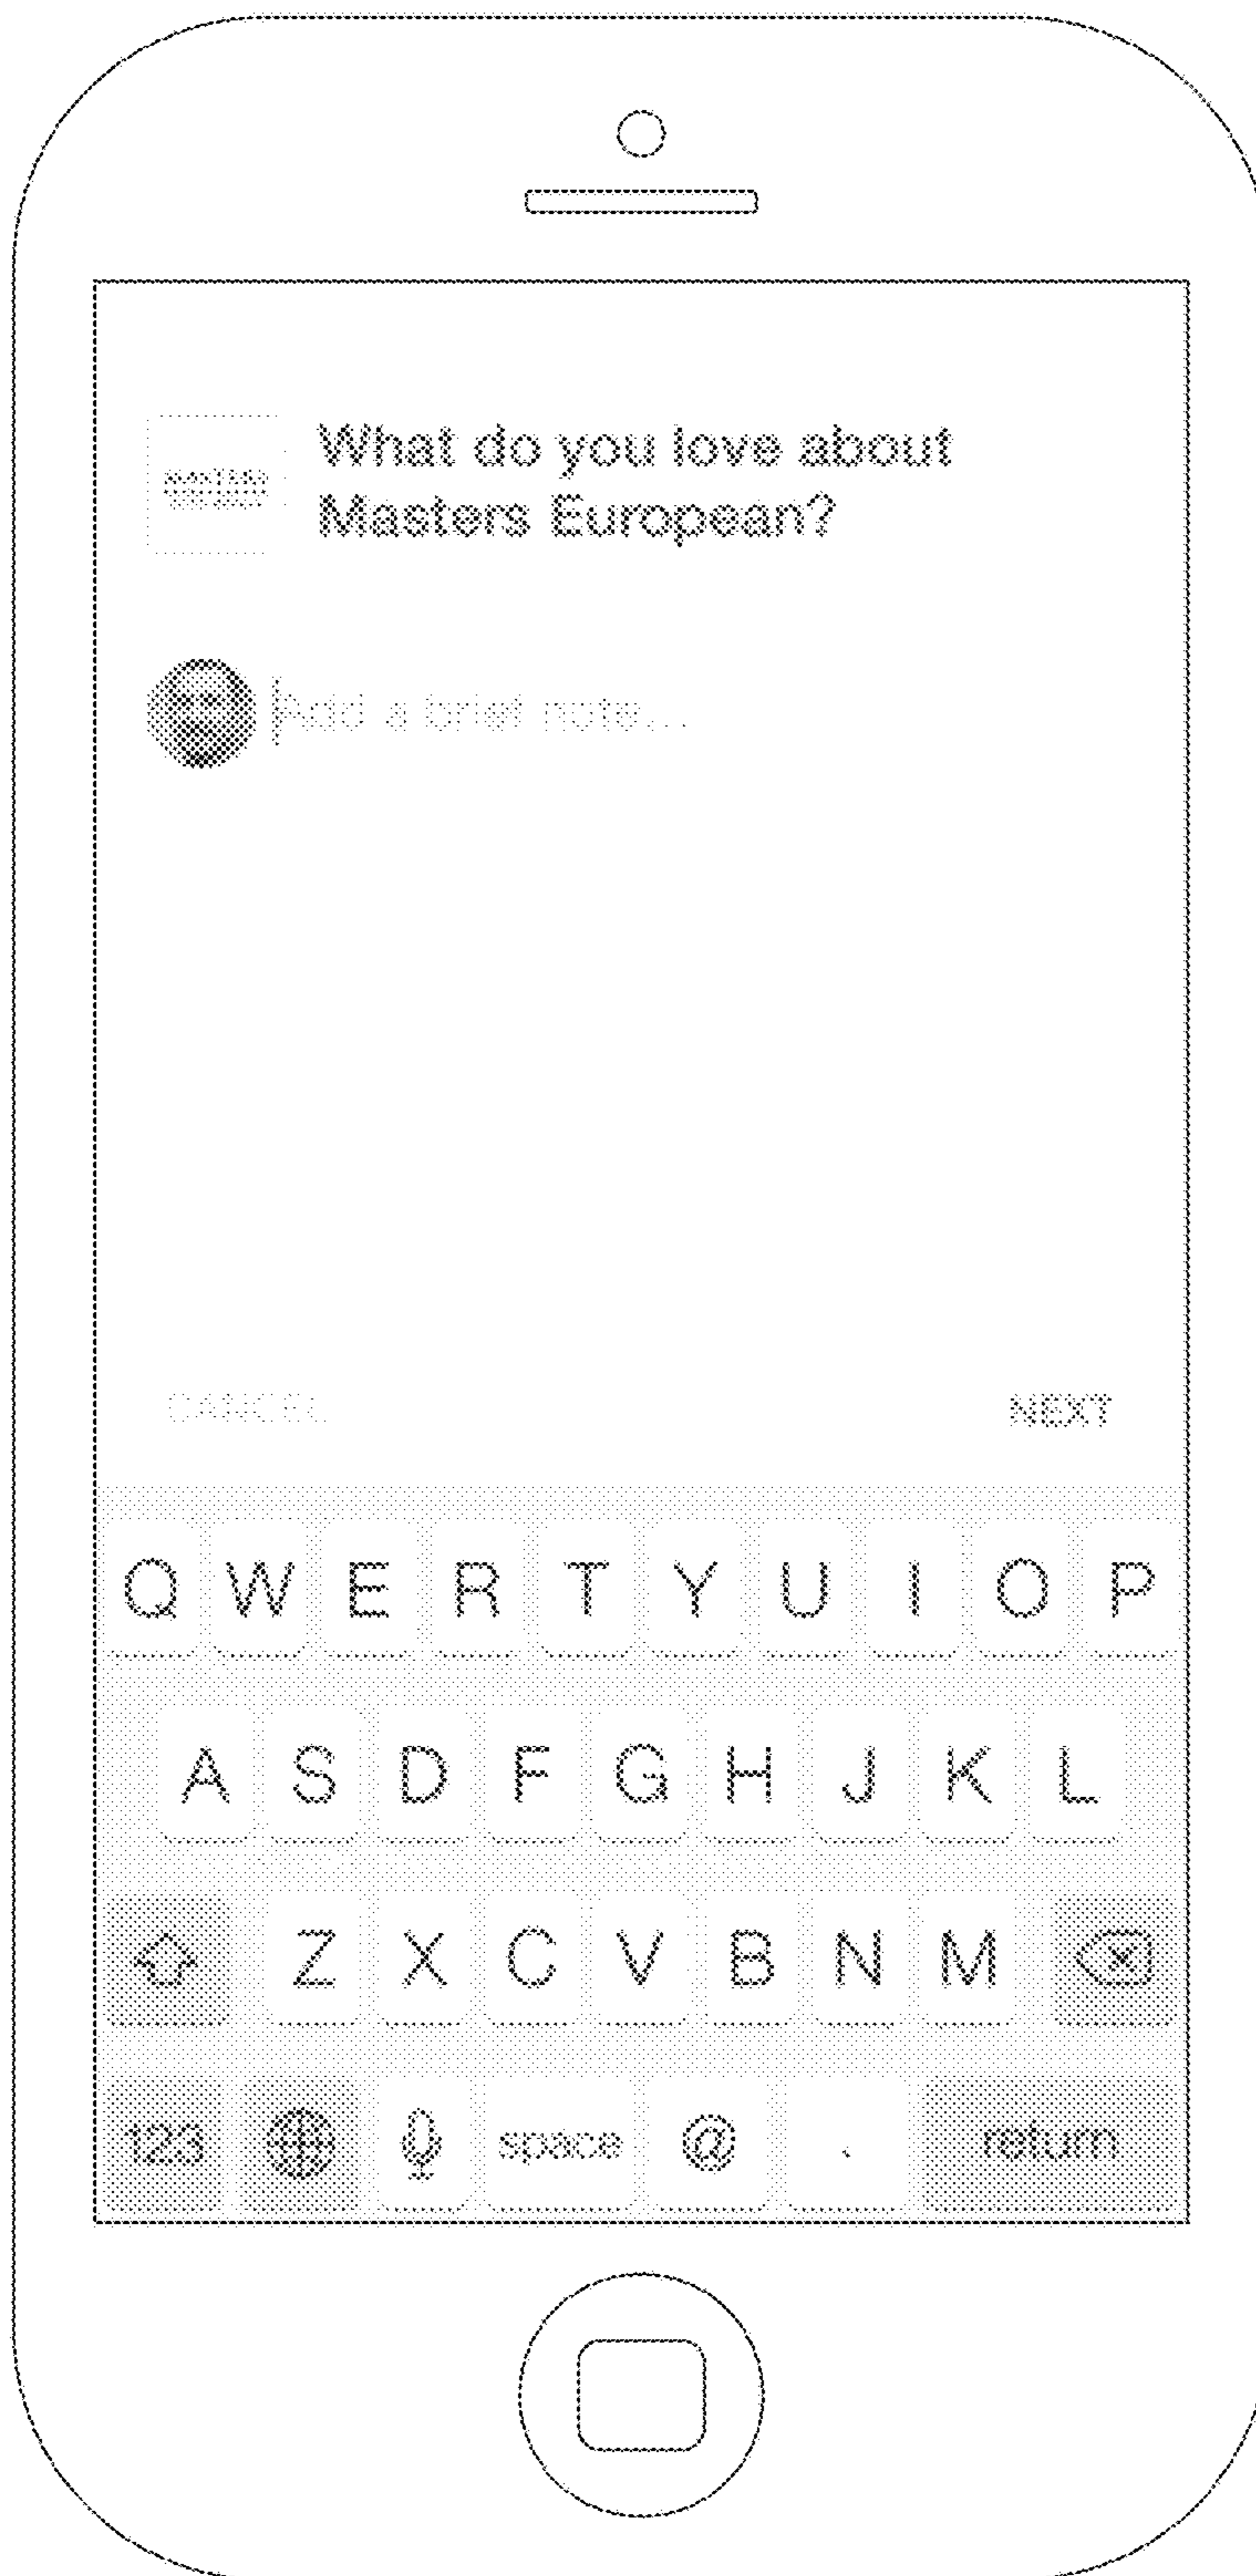 What do you love about
Masters European?
Add a brief note...
CANCEL NEXT
Q W E R T Y U I O P
A S D F G H J K L
Z X C V B N M
123 space @ . return